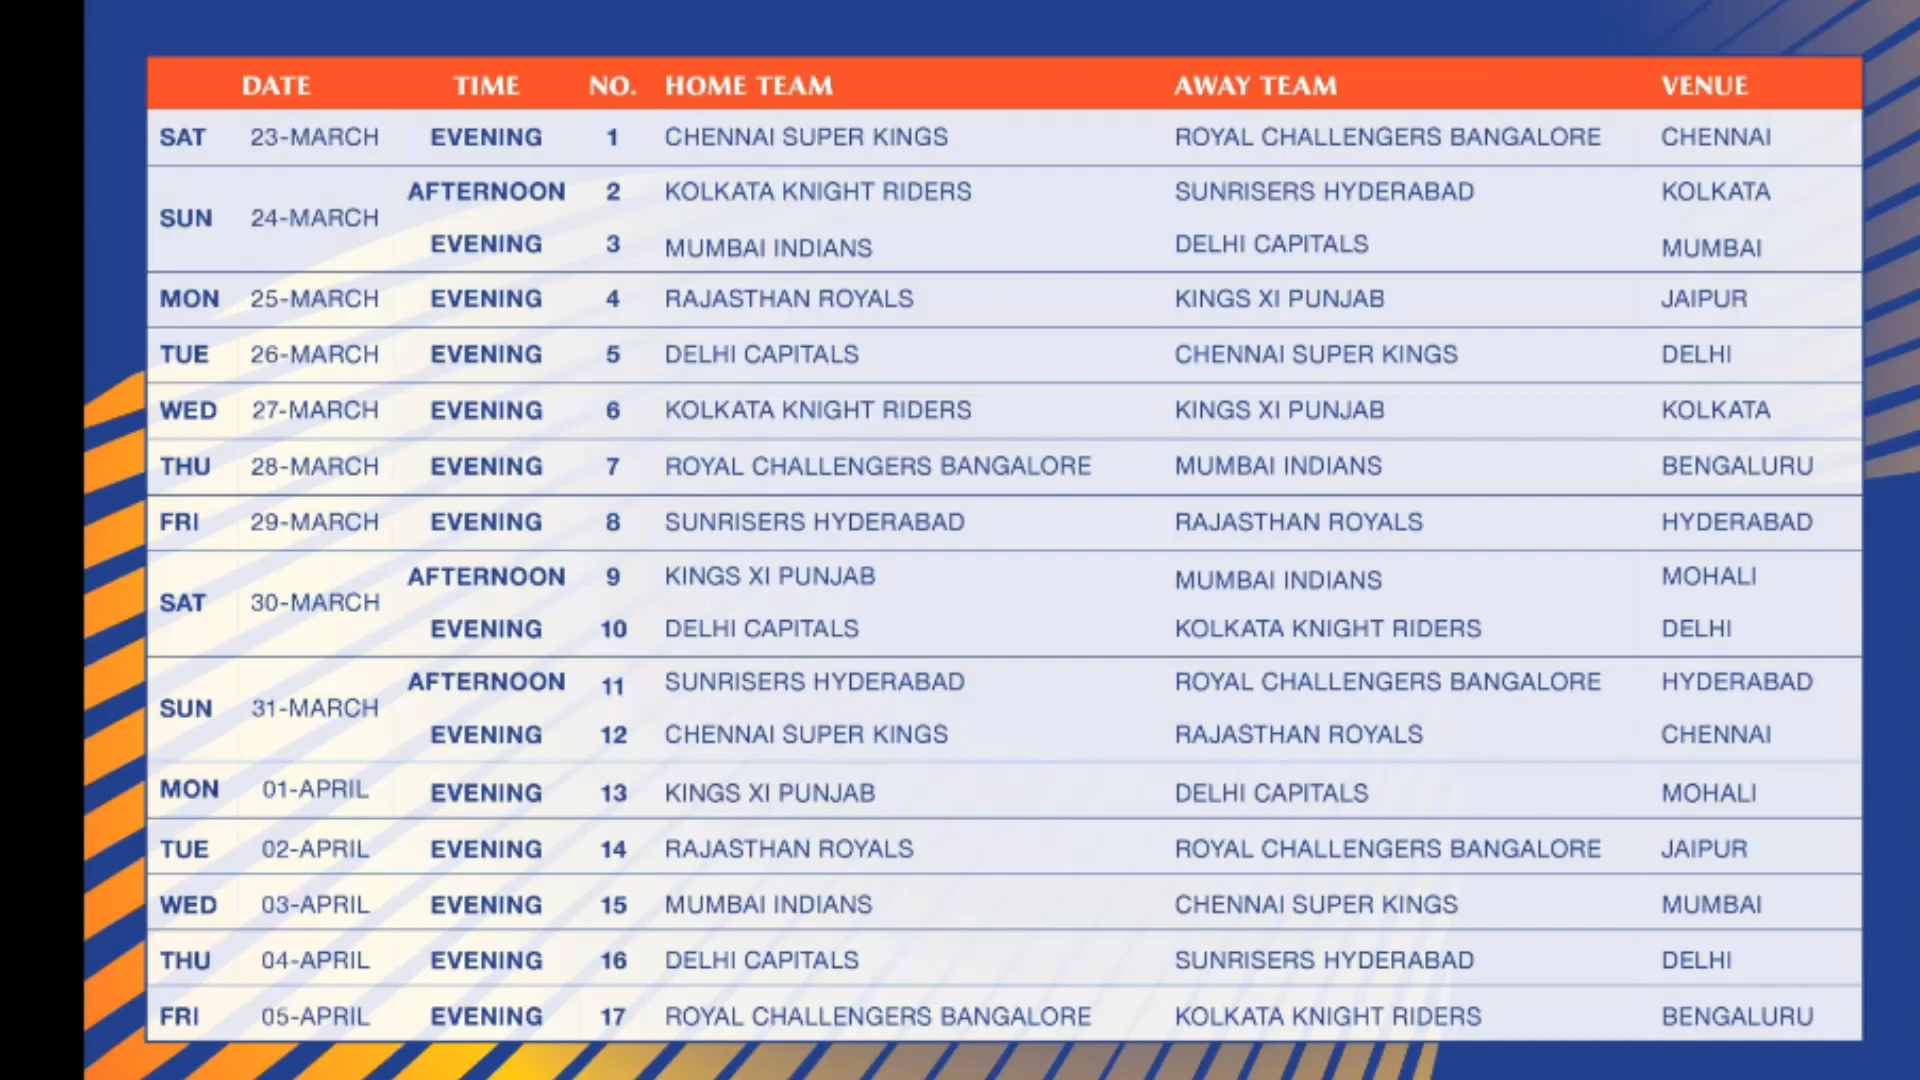 DATE TIME NO. HOME TEAM AWAY TEAM VENUE
SAT 23-MARCH EVENING 1 CHENNAI SUPER KINGS ROYAL CHALLENGERS BANGALORE CHENNAI
SUN 24-MARCH AFTERNOON 2 KOLKATA KNIGHT RIDERS SUNRISERS HYDERABAD KOLKATA
EVENING 3 MUMBAI INDIANS DELHI CAPITALS MUMBAI
MON 25-MARCH EVENING 4 RAJASTHAN ROYALS KINGS XI PUNJAB JAIPUR
TUE 26-MARCH EVENING 5 DELHI CAPITALS CHENNAI SUPER KINGS DELHI
WED 27-MARCH EVENING 6 KOLKATA KNIGHT RIDERS KINGS XI PUNJAB KOLKATA
THU 28-MARCH EVENING 7 ROYAL CHALLENGERS BANGALORE MUMBAI INDIANS BENGALURU
FRI 29-MARCH EVENING 8 SUNRISERS HYDERABAD RAJASTHAN ROYALS HYDERABAD
SAT 30-MARCH AFTERNOON 9 KINGS XI PUNJAB MUMBAI INDIANS MOHALI
EVENING 10 DELHI CAPITALS KOLKATA KNIGHT RIDERS DELHI
SUN 31-MARCH AFTERNOON 11 SUNRISERS HYDERABAD ROYAL CHALLENGERS BANGALORE HYDERABAD
EVENING 12 CHENNAI SUPER KINGS RAJASTHAN ROYALS CHENNAI
MON 01-APRIL EVENING 13 KINGS XI PUNJAB DELHI CAPITALS MOHALI
TUE 02-APRIL EVENING 14 RAJASTHAN ROYALS ROYAL CHALLENGERS BANGALORE JAIPUR
WED 03-APRIL EVENING 15 MUMBAI INDIANS CHENNAI SUPER KINGS MUMBAI
THU 04-APRIL EVENING 16 DELHI CAPITALS SUNRISERS HYDERABAD DELHI
FRI 05-APRIL EVENING 17 ROYAL CHALLENGERS BANGALORE KOLKATA KNIGHT RIDERS BENGALURU